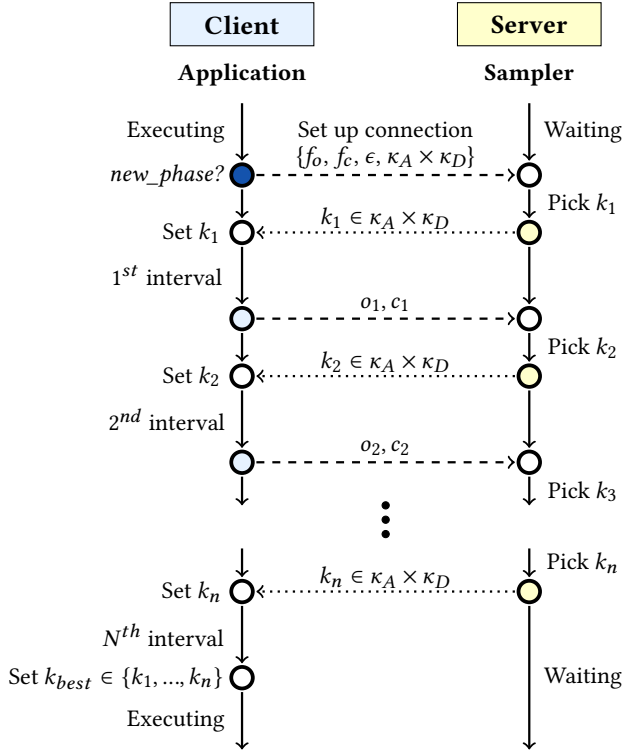 Client
Server
Application
Sampler
Executing
Set up connection
Waiting
new_phase?
{f_o, f_c, ϵ, κ_A × κ_D}
Pick k_1
Set k_1
k_1 ∈ κ_A × κ_D
1^st interval
o_1, c_1
Pick k_2
Set k_2
k_2 ∈ κ_A × κ_D
2^nd interval
o_2, c_2
Pick k_3
Pick k_n
Set k_n
k_n ∈ κ_A × κ_D
N^th interval
Set k_best ∈ {k_1, ..., k_n}
Waiting
Executing